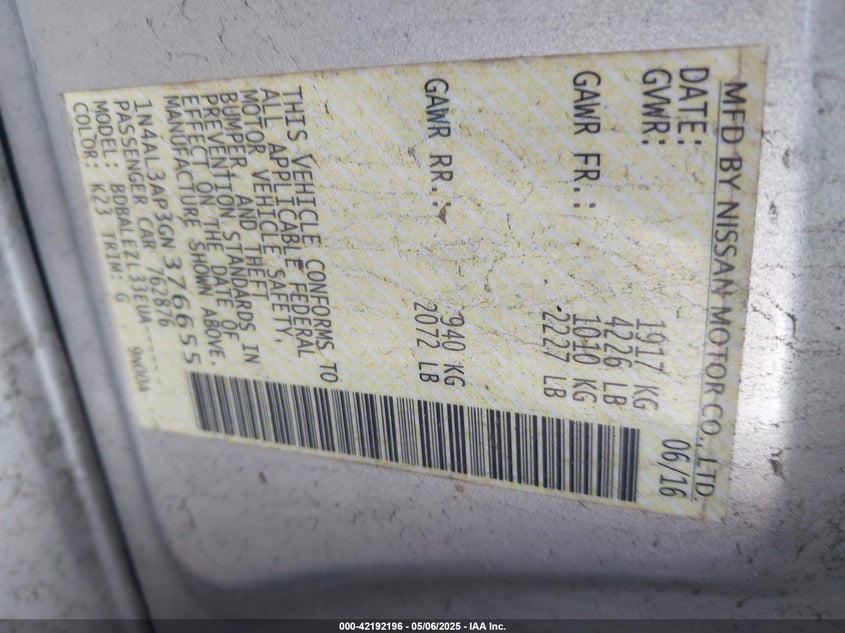 MFD BY NISSAN MOTOR CO., LTD.
DATE: 06/16
GVWR: 1917 KG
4226 LB
GAWR FR.: 1010 KG
2227 LB
GAWR RR.: 940 KG
2072 LB
THIS VEHICLE CONFORMS TO
ALL APPLICABLE FEDERAL
MOTOR VEHICLE SAFETY,
BUMPER AND THEFT
PREVENTION STANDARDS IN
EFFECT ON THE DATE OF
MANUFACTURE SHOWN ABOVE.
1N4AL3AP3GN376655
PASSENGER CAR 762876
MODEL: BDBALEZL33EUA-----
COLOR: K23 TRIM: G 9N00A
000-42192196 - 05/06/2025 - IAA Inc.